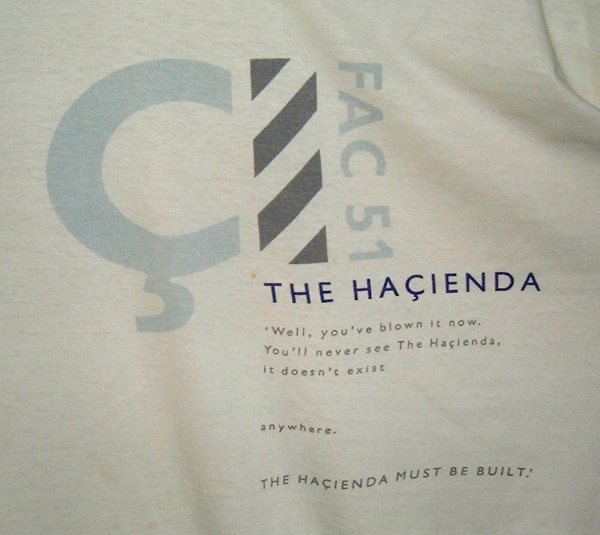 Ç
FAC 51
THE HAÇIENDA
'Well, you've blown it now.
You'll never see The Haçienda,
it doesn't exist
anywhere.
THE HAÇIENDA MUST BE BUILT.'